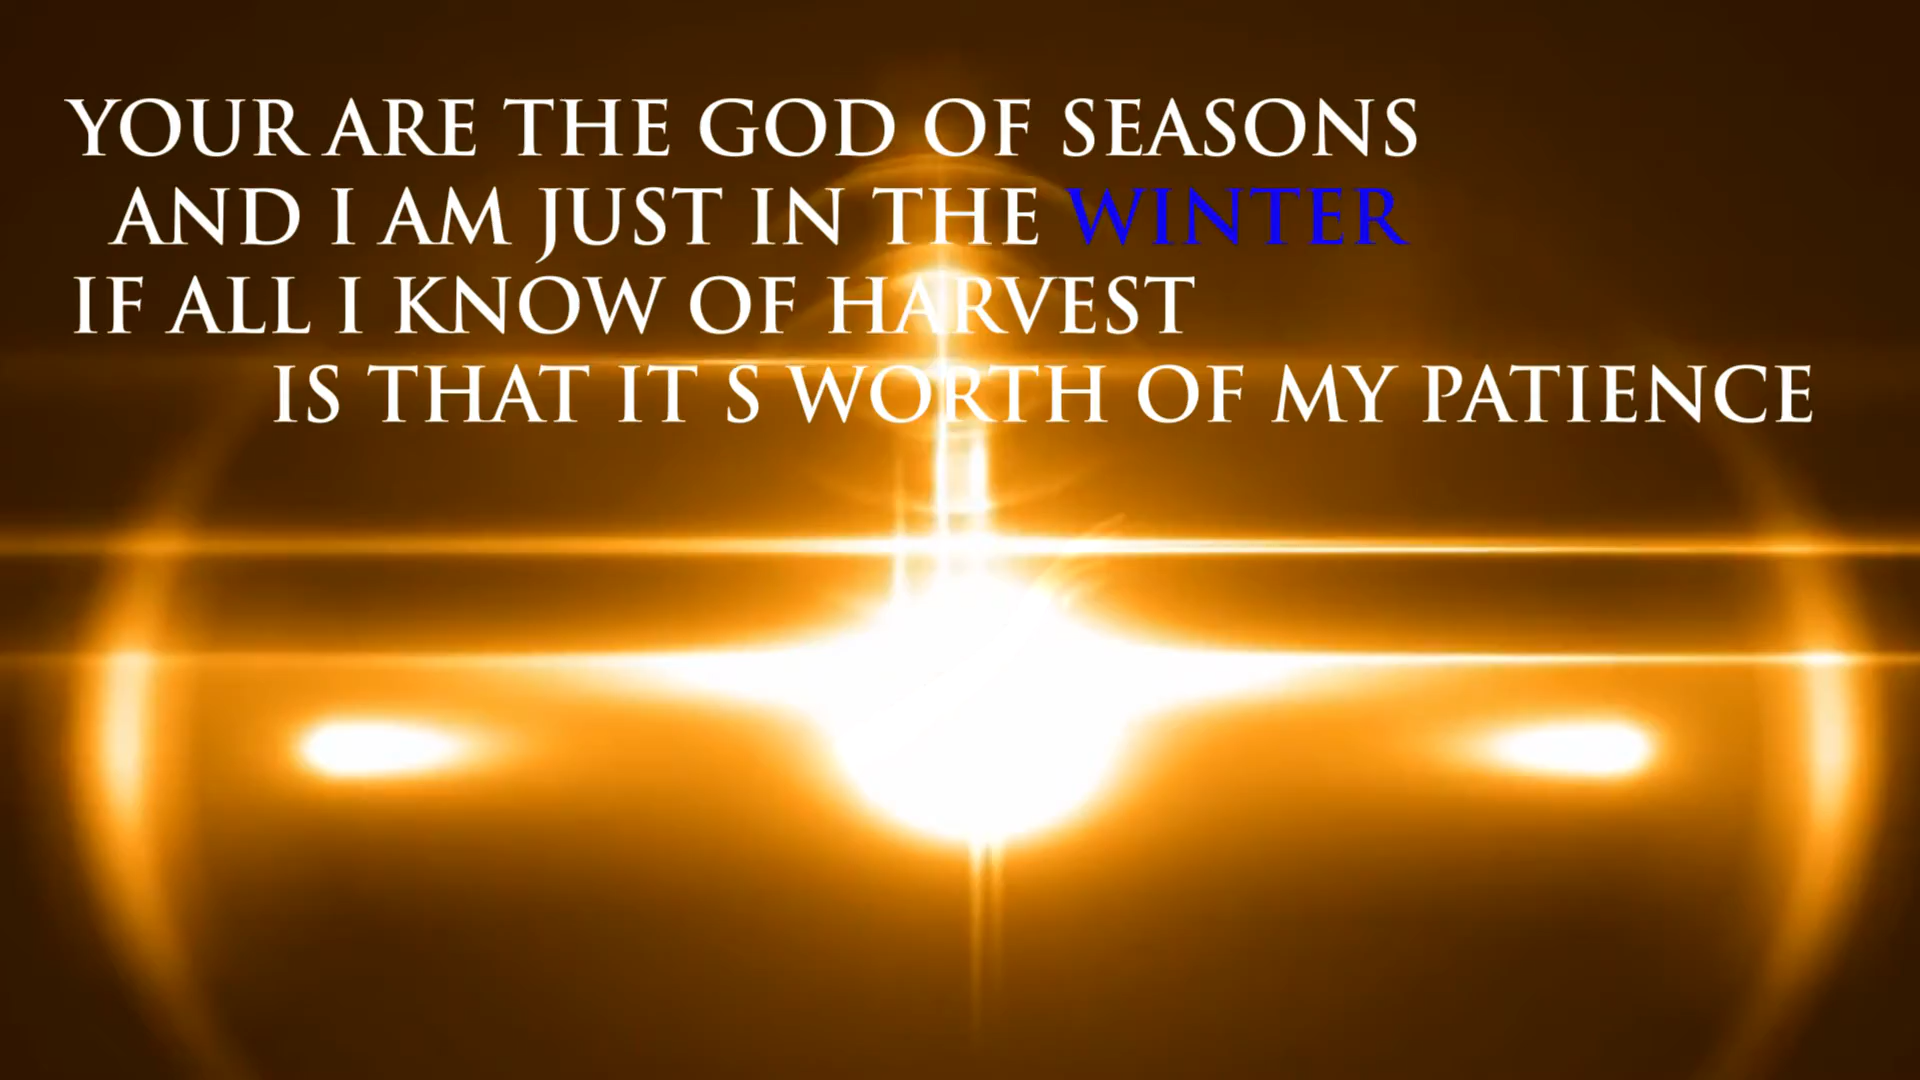 YOUR ARE THE GOD OF SEASONS
AND I AM JUST IN THE WINTER
IF ALL I KNOW OF HARVEST
IS THAT IT S WORTH OF MY PATIENCE